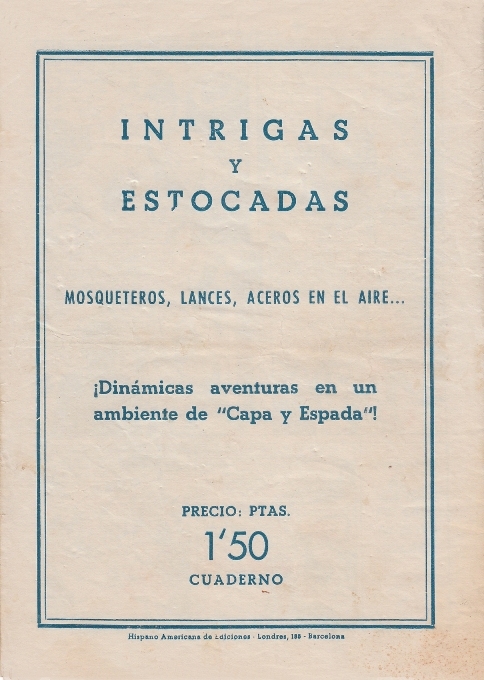 INTRIGAS
Y
ESTOCADAS
MOSQUETEROS, LANCES, ACEROS EN EL AIRE...
¡Dinámicas aventuras en un
ambiente de "Capa y Espada"!
PRECIO: PTAS.
1'50
CUADERNO
Hispano Americana de Ediciones - Londres, 188 - Barcelona